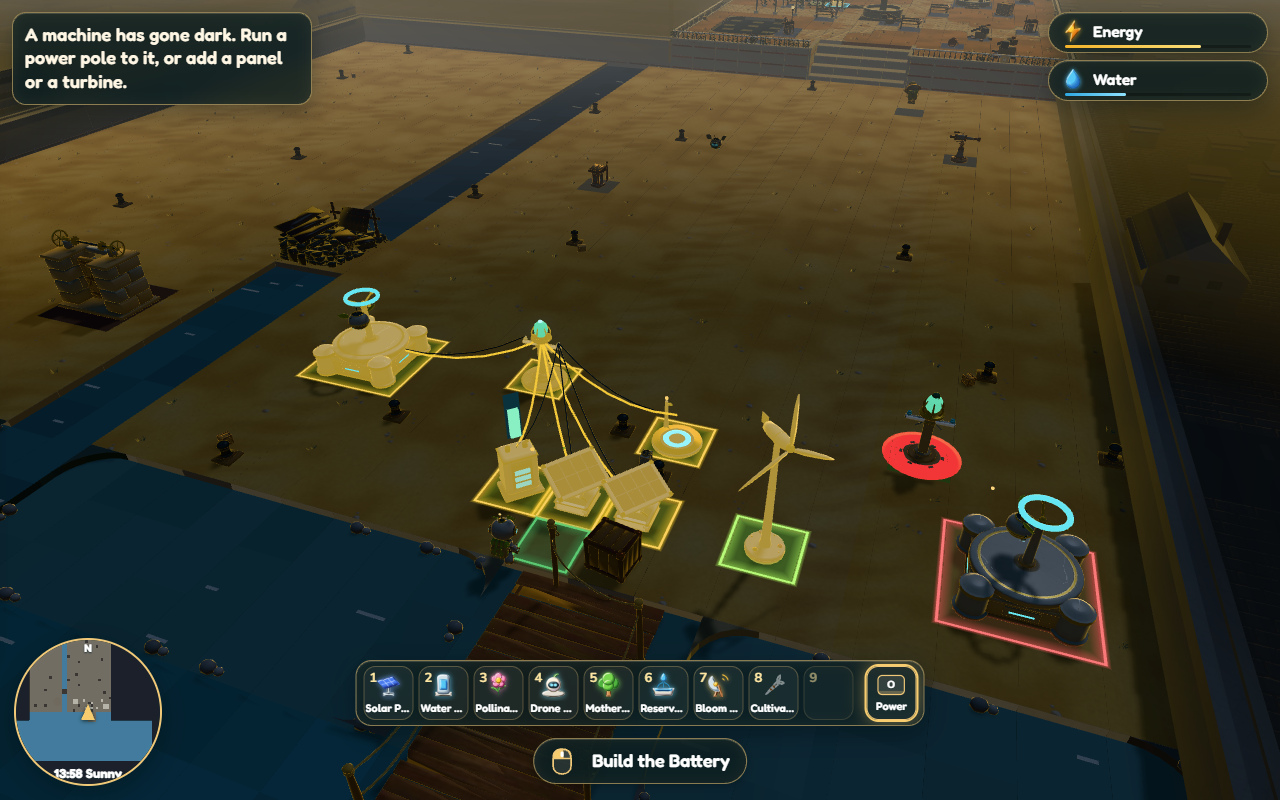 A machine has gone dark. Run a
power pole to it, or add a panel
or a turbine.
Energy
Water
N
13:58 Sunny
1
Solar P...
2
Water ...
3
Pollina...
4
Drone ...
5
Mother...
6
Reserv...
7
Bloom ...
8
Cultiva...
9
O
Power
Build the Battery